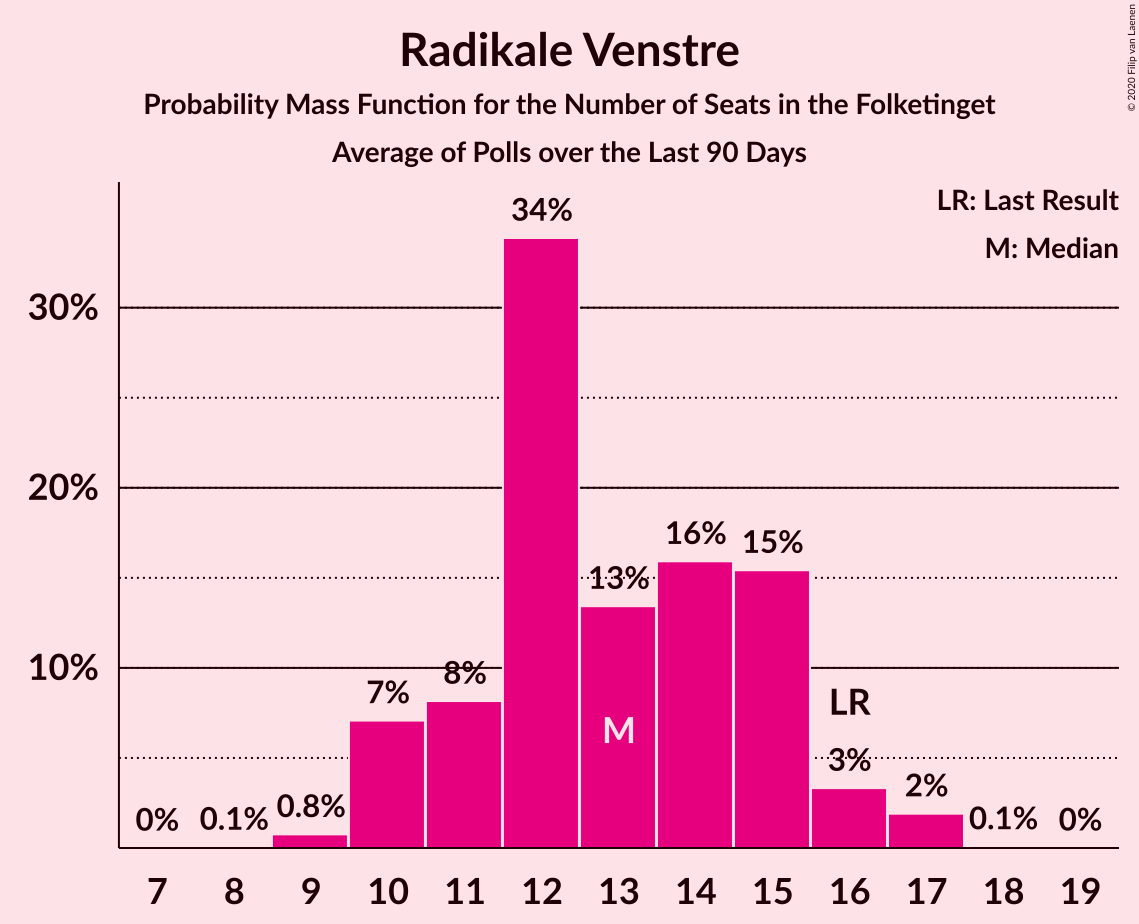 Radikale Venstre
Probability Mass Function for the Number of Seats in the Folketinget
Average of Polls over the Last 90 Days
© 2020 Filip van Laenen
LR: Last Result
M: Median
34%
30%
20%
16%
15%
13%
10%
8%
7%
LR
M
3%
2%
0.8%
0% 0.1% 0.1% 0%
7 8 9 10 11 12 13 14 15 16 17 18 19